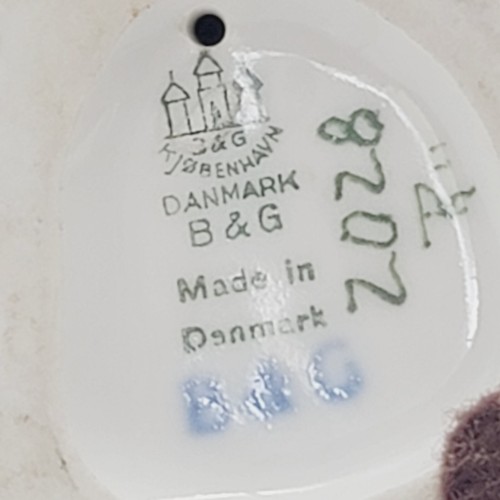 B&G
KJØBENHAVN
DANMARK
B & G
Made in
Denmark
B&G
2028